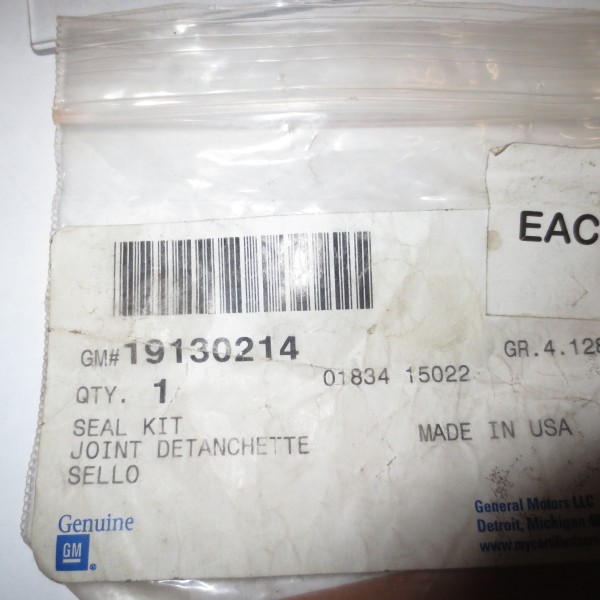 EAC
GM# 19130214
GR.4.128
QTY. 1
01834 15022
SEAL KIT
JOINT DETANCHETTE
SELLO
MADE IN USA
General Motors LLC
Detroit, Michigan
Genuine
GM